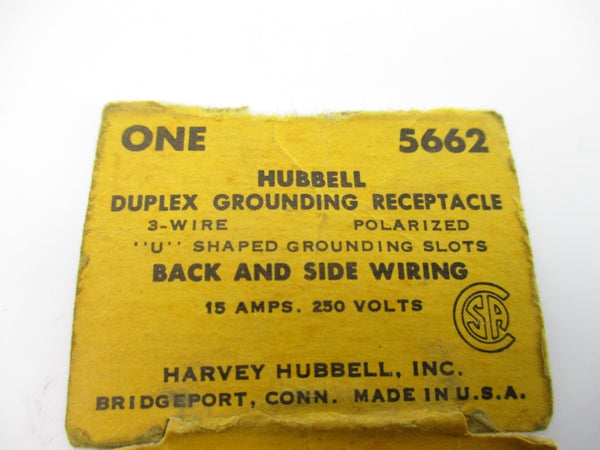 ONE 5662
HUBBELL
DUPLEX GROUNDING RECEPTACLE
3-WIRE POLARIZED
"U" SHAPED GROUNDING SLOTS
BACK AND SIDE WIRING
15 AMPS. 250 VOLTS
CSA
HARVEY HUBBELL, INC.
BRIDGEPORT, CONN. MADE IN U.S.A.